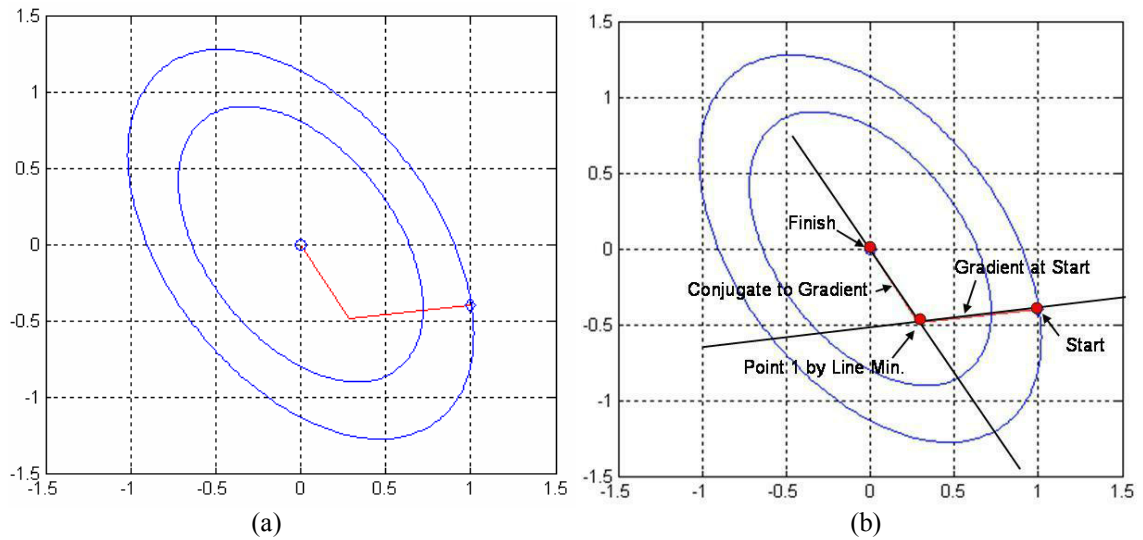 1.5
1
0.5
0
-0.5
-1
-1.5
-1.5 -1 -0.5 0 0.5 1 1.5
(a)
1.5
1
0.5
0
-0.5
-1
-1.5
Finish
Gradient at Start
Conjugate to Gradient
Start
Point 1 by Line Min.
-1.5 -1 -0.5 0 0.5 1 1.5
(b)